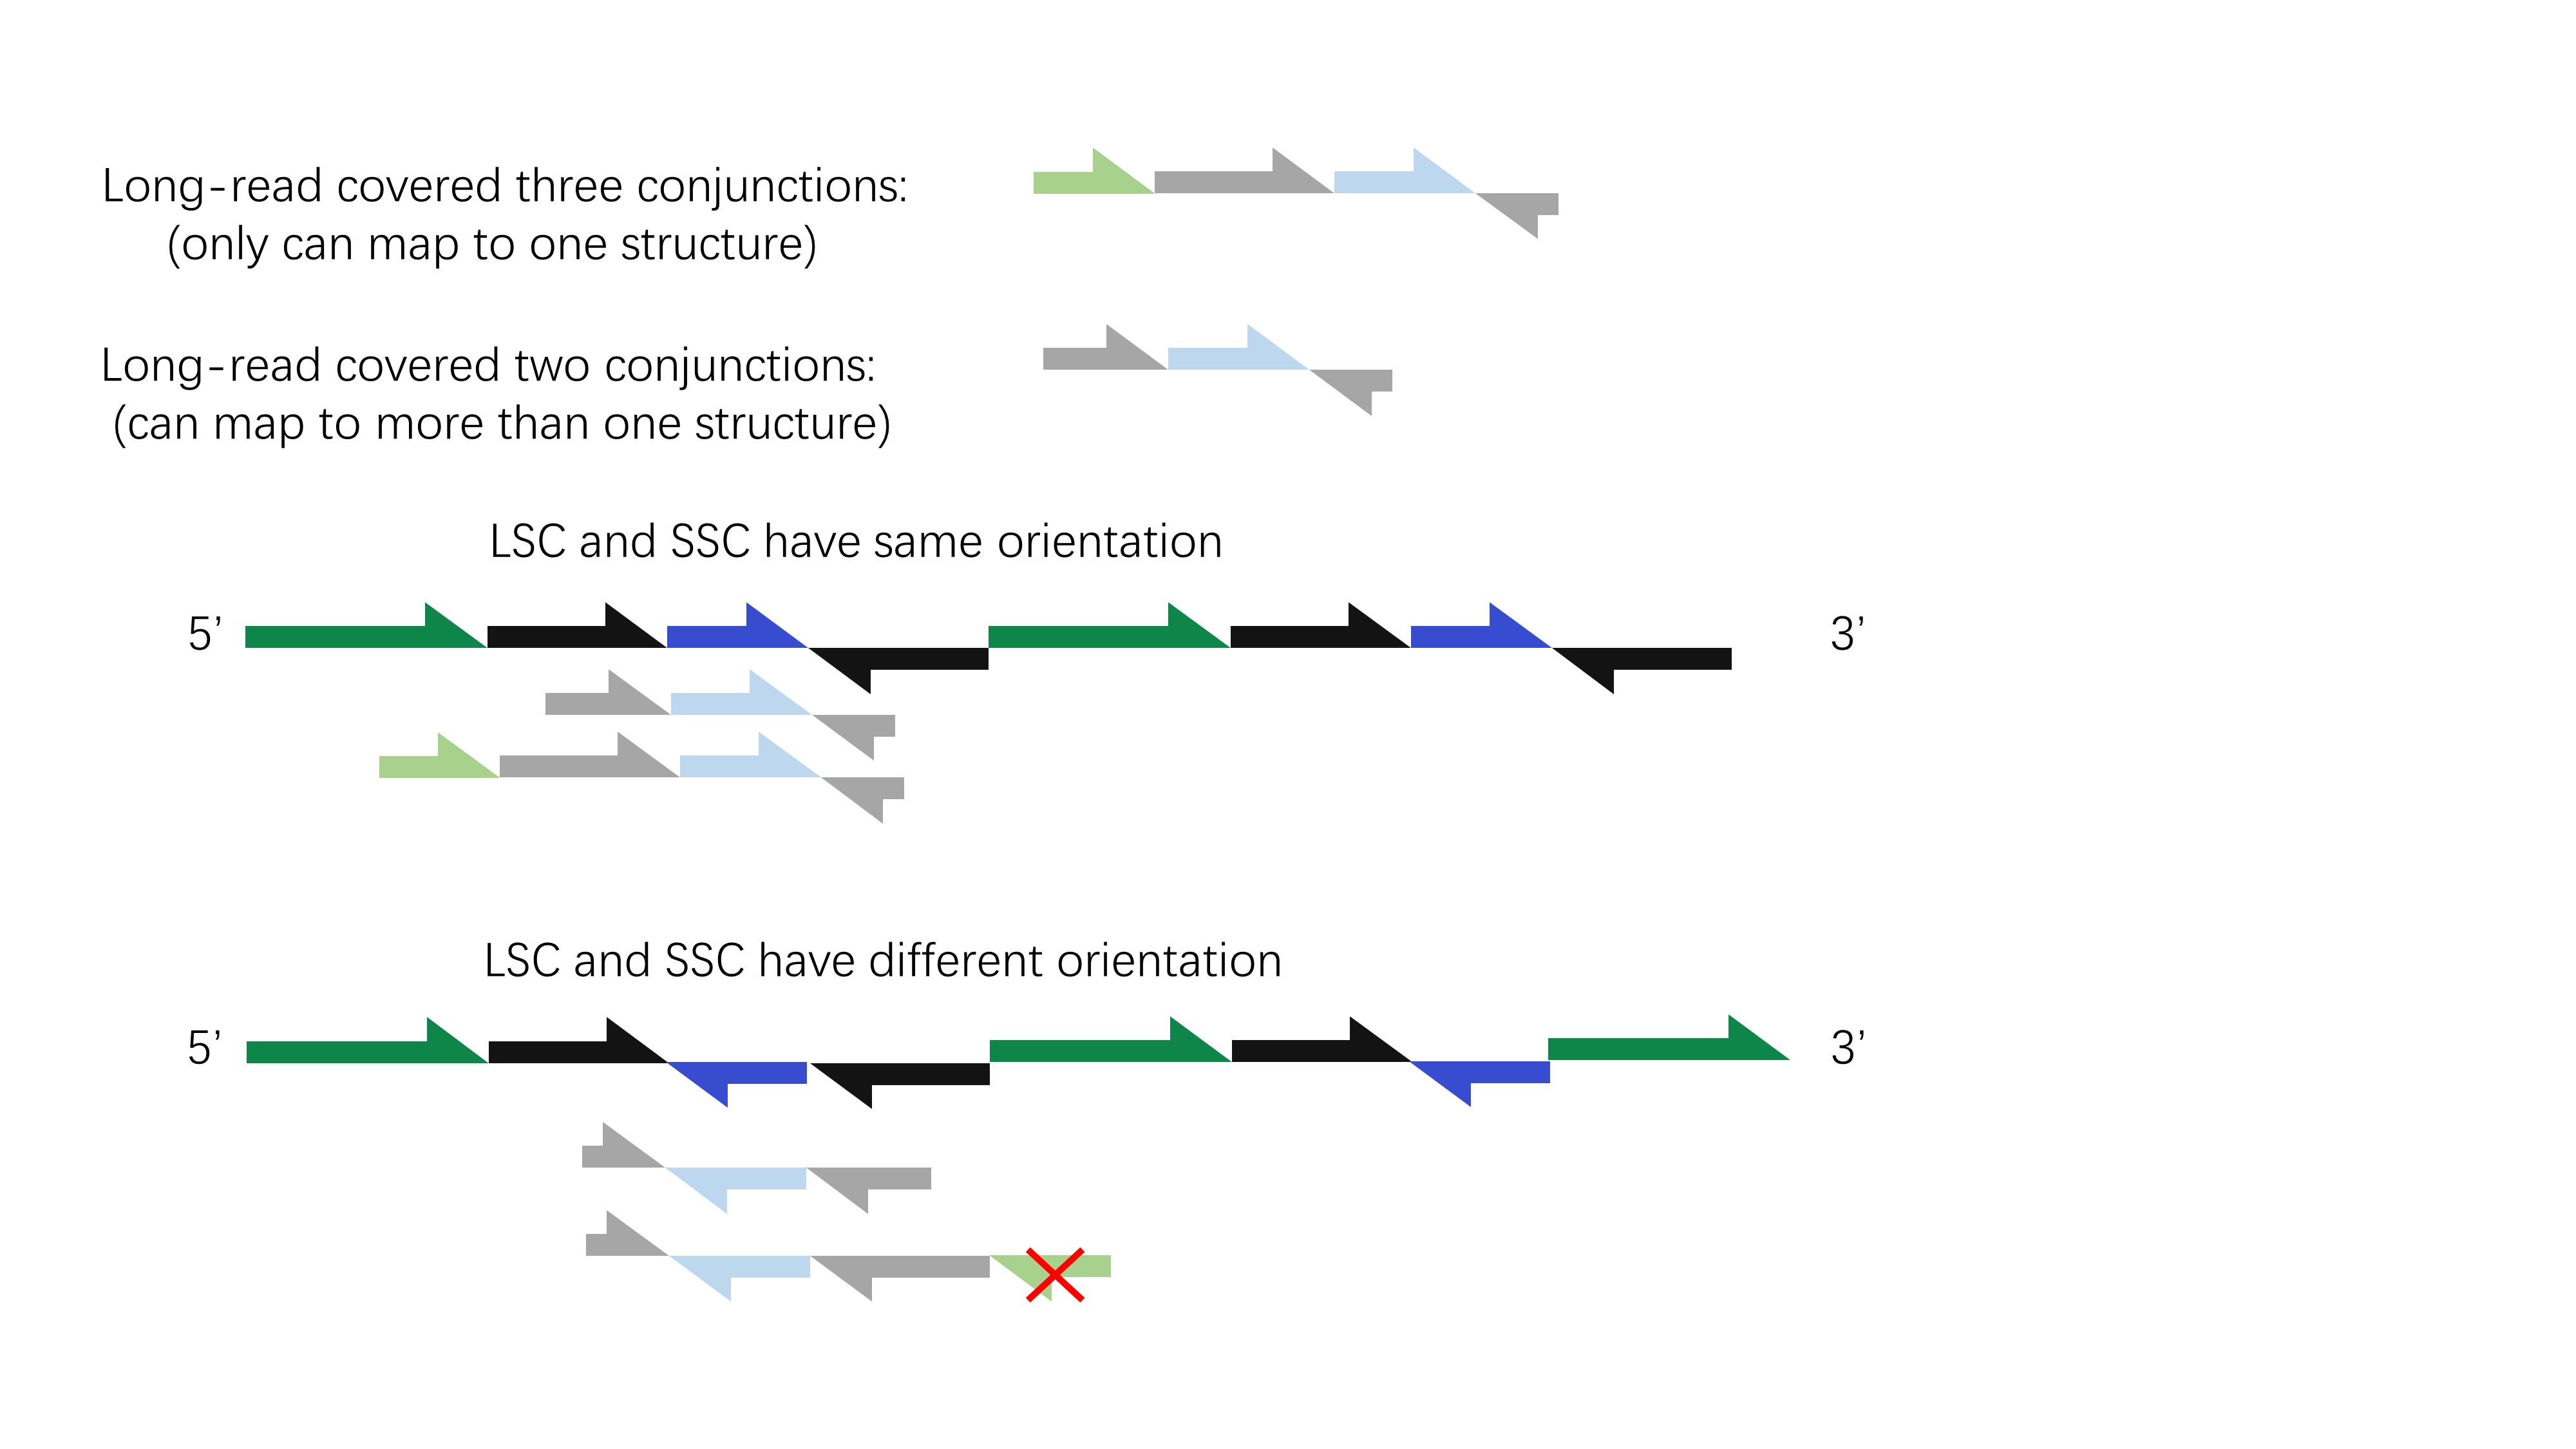 Long-read covered three conjunctions:
(only can map to one structure)
Long-read covered two conjunctions:
(can map to more than one structure)
LSC and SSC have same orientation
5’ 3’
LSC and SSC have different orientation
5’ 3’